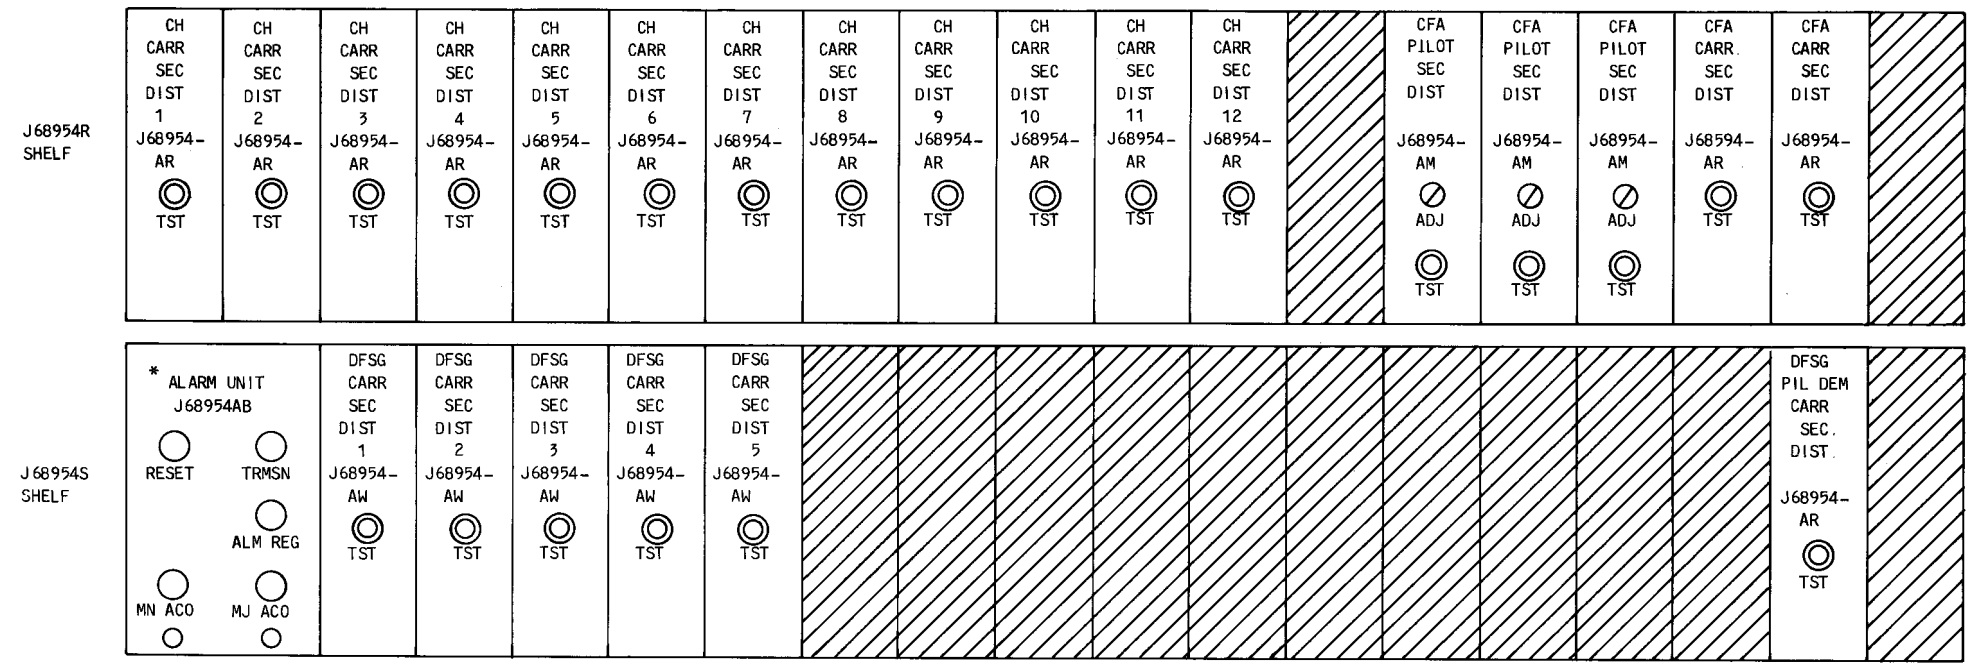 J68954R
SHELF
CH
CARR
SEC
DIST
1
J68954-
AR
TST
CH
CARR
SEC
DIST
2
J68954-
AR
TST
CH
CARR
SEC
DIST
3
J68954-
AR
TST
CH
CARR
SEC
DIST
4
J68954-
AR
TST
CH
CARR
SEC
DIST
5
J68954-
AR
TST
CH
CARR
SEC
DIST
6
J68954-
AR
TST
CH
CARR
SEC
DIST
7
J68954-
AR
TST
CH
CARR
SEC
DIST
8
J68954-
AR
TST
CH
CARR
SEC
DIST
9
J68954-
AR
TST
CH
CARR
SEC
DIST
10
J68954-
AR
TST
CH
CARR
SEC
DIST
11
J68954-
AR
TST
CH
CARR
SEC
DIST
12
J68954-
AR
TST
CFA
PILOT
SEC
DIST
J68954-
AM
ADJ
TST
CFA
PILOT
SEC
DIST
J68954-
AM
ADJ
TST
CFA
PILOT
SEC
DIST
J68954-
AM
ADJ
TST
CFA
CARR.
SEC
DIST
J68594-
AR
TST
CFA
CARR
SEC
DIST
J68954-
AR
TST
J68954S
SHELF
* ALARM UNIT
J68954AB
RESET
TRMSN
ALM REG
MN ACO
MJ ACO
DFSG
CARR
SEC
DIST
1
J68954-
AW
TST
DFSG
CARR
SEC
DIST
2
J68954-
AW
TST
DFSG
CARR
SEC
DIST
3
J68954-
AW
TST
DFSG
CARR
SEC
DIST
4
J68954-
AW
TST
DFSG
CARR
SEC
DIST
5
J68954-
AW
TST
DFSG
PIL DEM
CARR
SEC.
DIST.
J68954-
AR
TST